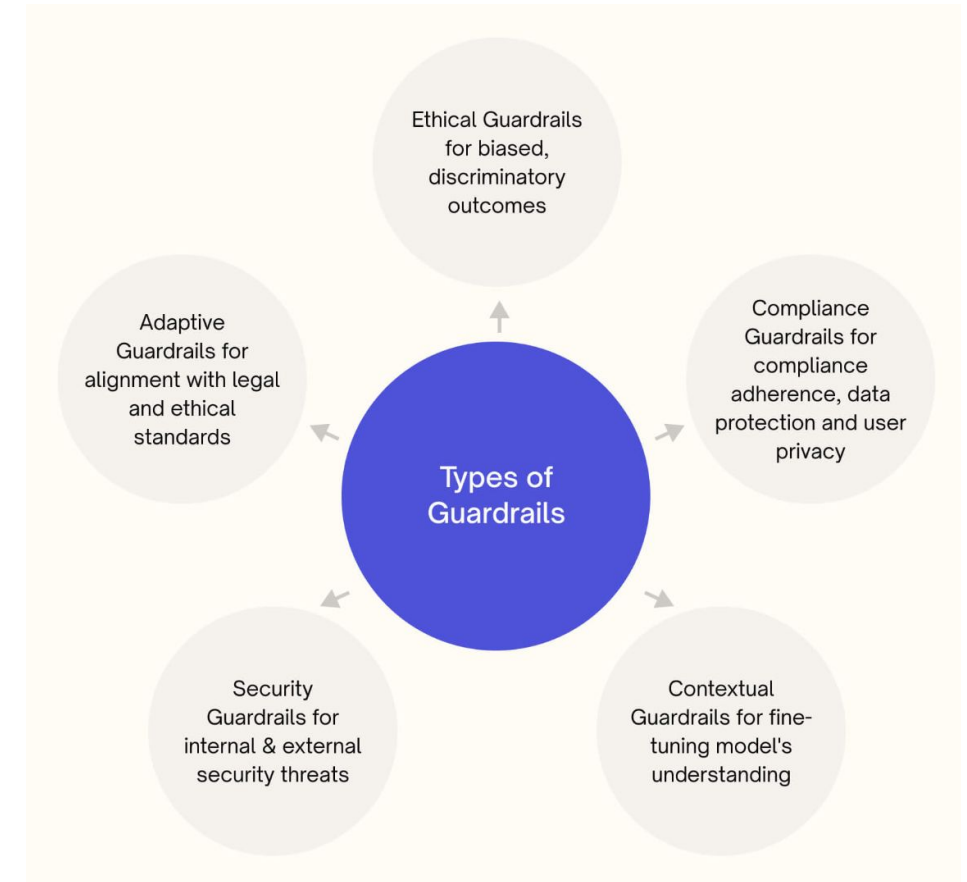 Ethical Guardrails
for biased,
discriminatory
outcomes
Adaptive
Guardrails for
alignment with legal
and ethical
standards
Compliance
Guardrails for
compliance
adherence, data
protection and user
privacy
Types of
Guardrails
Security
Guardrails for
internal & external
security threats
Contextual
Guardrails for fine-
tuning model's
understanding